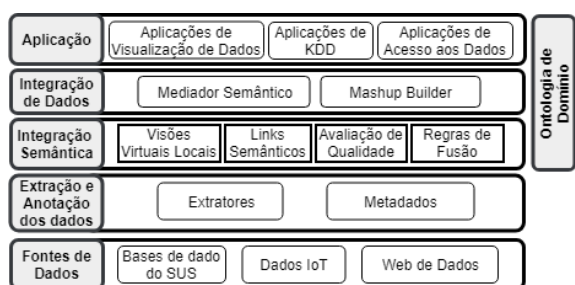 Aplicação
Aplicações de
Visualização de Dados
Aplicações de
KDD
Aplicações de
Acesso aos Dados
Integração
de Dados
Mediador Semântico
Mashup Builder
Integração
Semântica
Visões
Virtuais Locais
Links
Semânticos
Avaliação de
Qualidade
Regras de
Fusão
Extração e
Anotação
dos dados
Extratores
Metadados
Fontes de
Dados
Bases de dado
do SUS
Dados IoT
Web de Dados
Ontologia de
Domínio